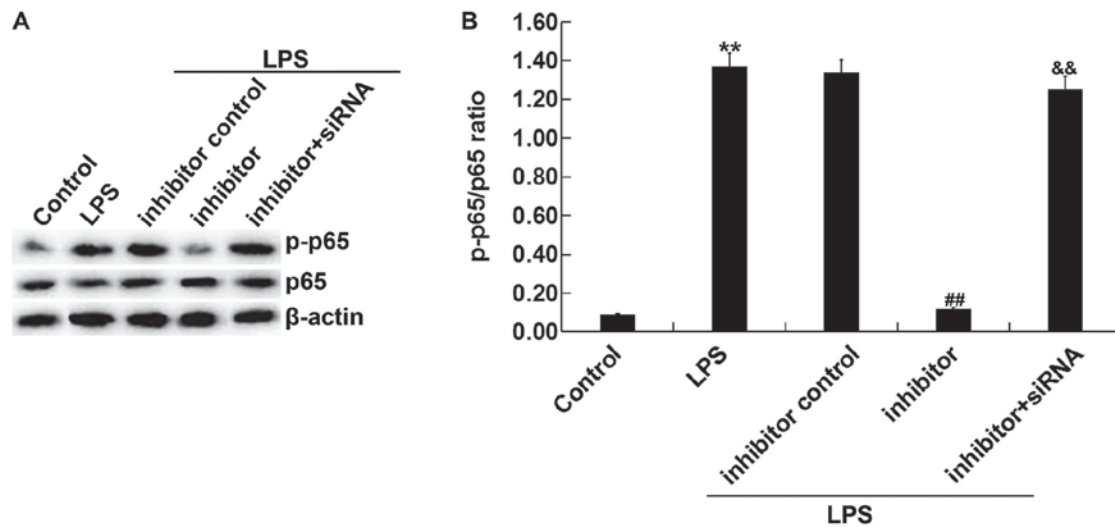 A
LPS
Control
LPS
inhibitor control
inhibitor
inhibitor+siRNA
p-p65
p65
β-actin
B
p-p65/p65 ratio
1.60
1.40
1.20
1.00
0.80
0.60
0.40
0.20
0.00
**
##
&&
Control
LPS
inhibitor control
inhibitor
inhibitor+siRNA
LPS